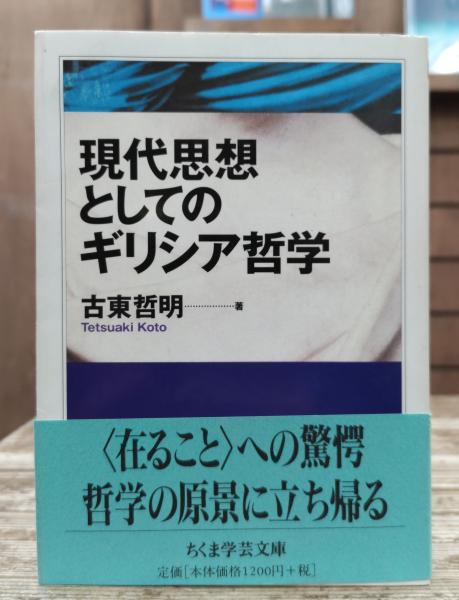 現代思想
としての
ギリシア哲学
古東哲明………………著
Tetsuaki Koto
〈在ること〉への驚愕
哲学の原景に立ち帰る
ちくま学芸文庫
定価[本体価格1200円+税]